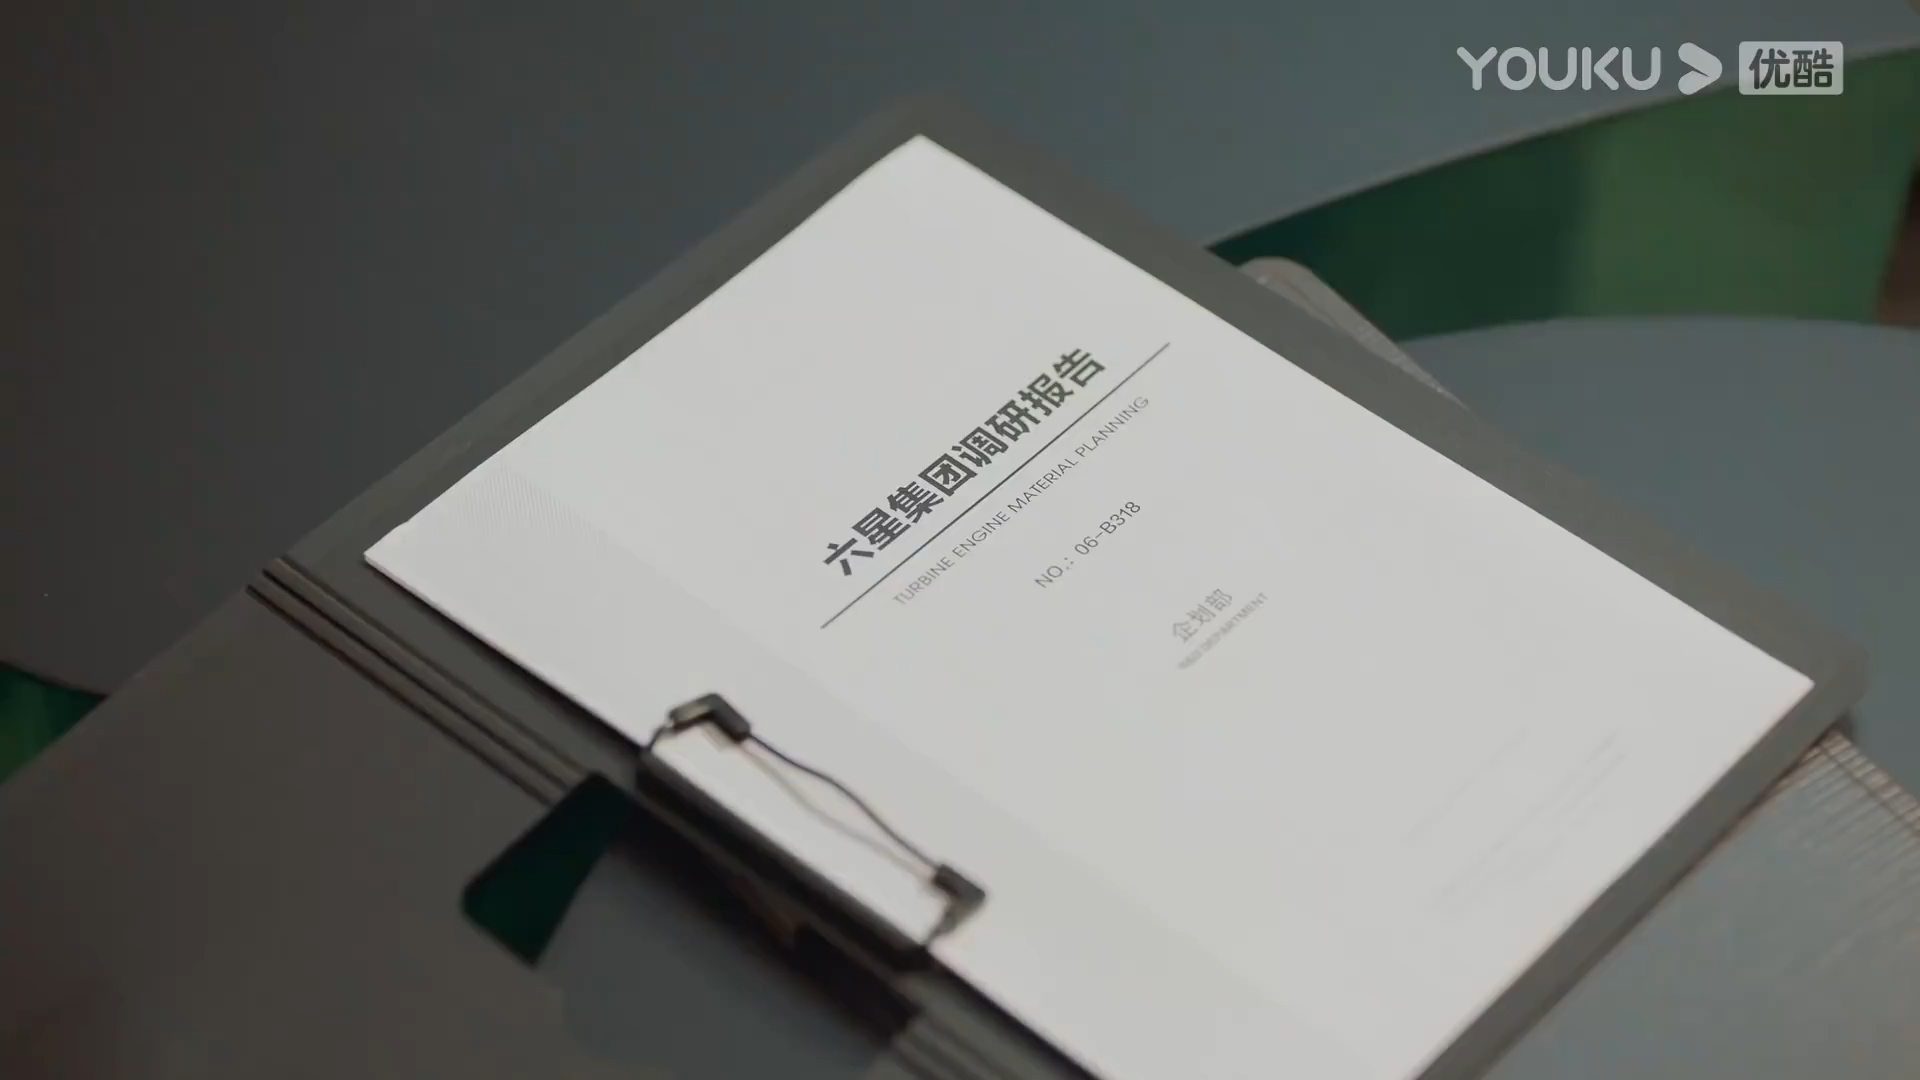 YOUKU 优酷
六星集团调研报告
TURBINE ENGINE MATERIAL PLANNING
NO.: 06-B318
企划部
DEPARTMENT